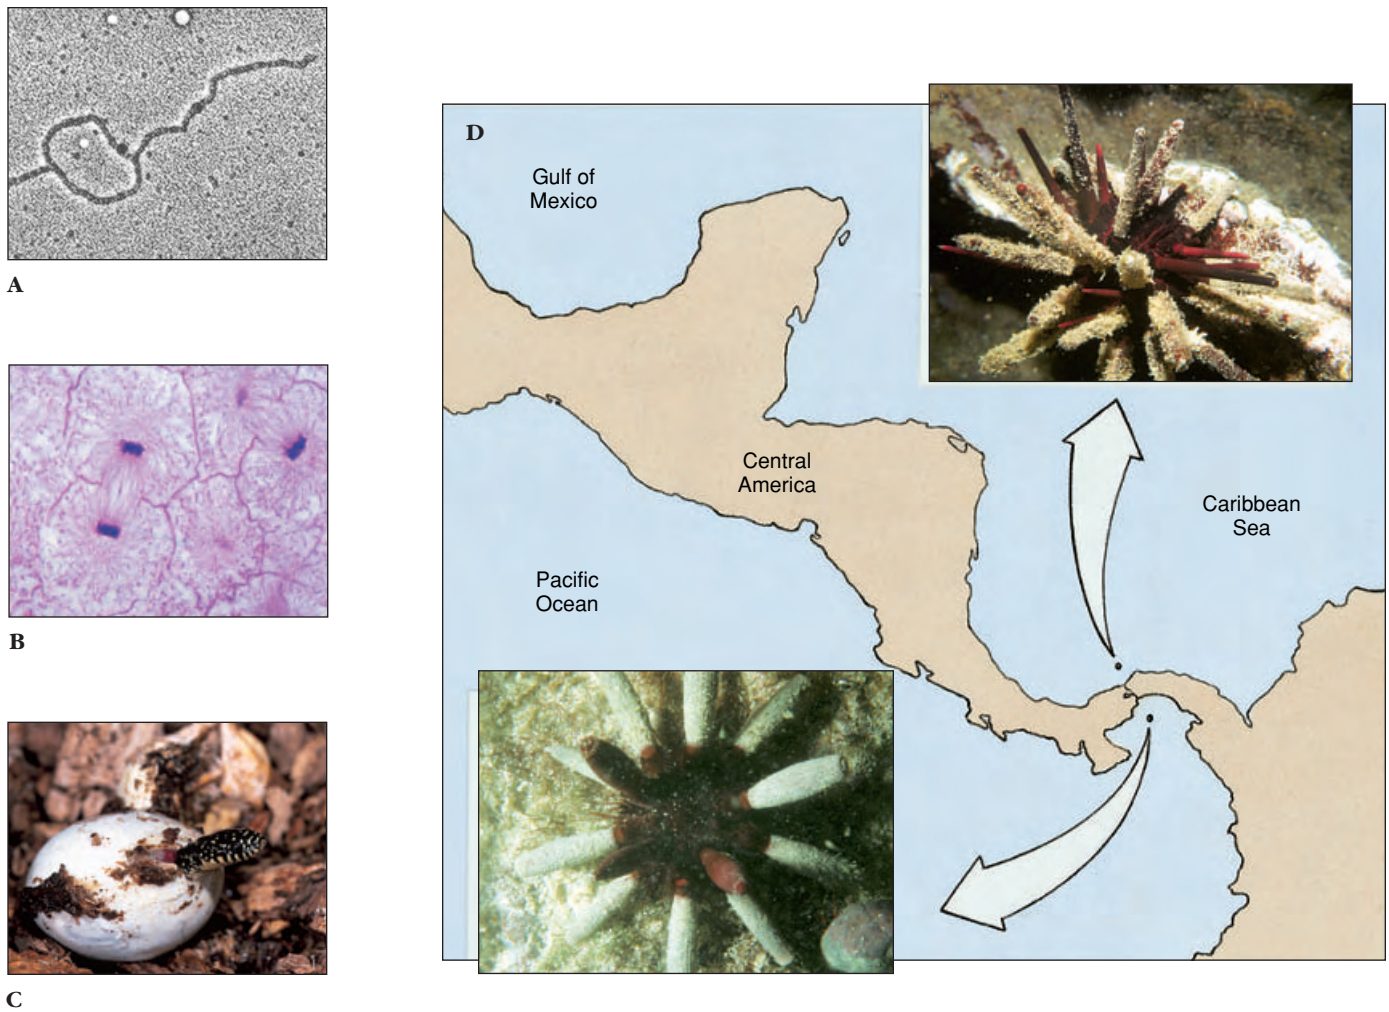 A
B
C
D
Gulf of
Mexico
Central
America
Caribbean
Sea
Pacific
Ocean